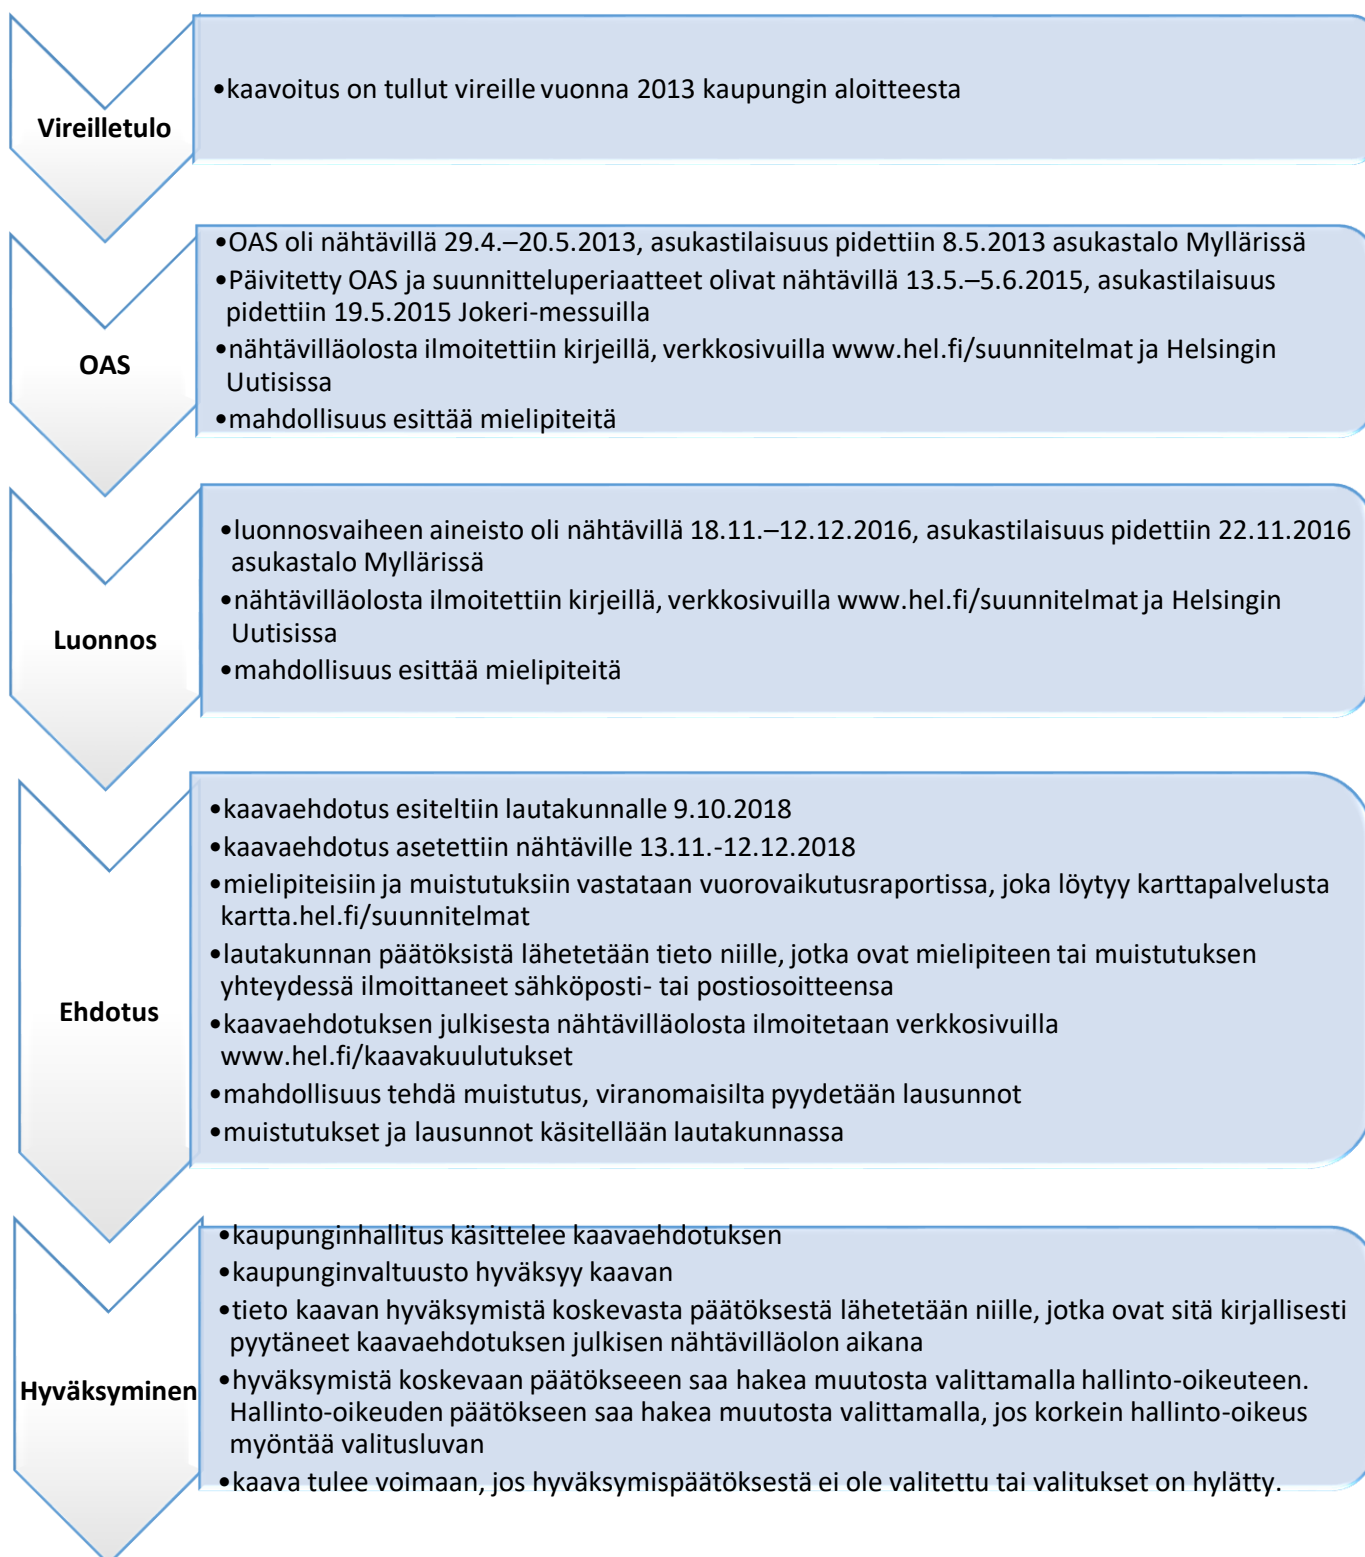 Vireilletulo
•kaavoitus on tullut vireille vuonna 2013 kaupungin aloitteesta
OAS
•OAS oli nähtävillä 29.4.–20.5.2013, asukastilaisuus pidettiin 8.5.2013 asukastalo Myllärissä
•Päivitetty OAS ja suunnitteluperiaatteet olivat nähtävillä 13.5.–5.6.2015, asukastilaisuus
pidettiin 19.5.2015 Jokeri-messuilla
•nähtävilläolosta ilmoitettiin kirjeillä, verkkosivuilla www.hel.fi/suunnitelmat ja Helsingin
Uutisissa
•mahdollisuus esittää mielipiteitä
Luonnos
•luonnosvaiheen aineisto oli nähtävillä 18.11.–12.12.2016, asukastilaisuus pidettiin 22.11.2016
asukastalo Myllärissä
•nähtävilläolosta ilmoitettiin kirjeillä, verkkosivuilla www.hel.fi/suunnitelmat ja Helsingin
Uutisissa
•mahdollisuus esittää mielipiteitä
Ehdotus
•kaavaehdotus esiteltiin lautakunnalle 9.10.2018
•kaavaehdotus asetettiin nähtäville 13.11.-12.12.2018
•mielipiteisiin ja muistutuksiin vastataan vuorovaikutusraportissa, joka löytyy karttapalvelusta
kartta.hel.fi/suunnitelmat
•lautakunnan päätöksistä lähetetään tieto niille, jotka ovat mielipiteen tai muistutuksen
yhteydessä ilmoittaneet sähköposti- tai postiosoitteensa
•kaavaehdotuksen julkisesta nähtävilläolosta ilmoitetaan verkkosivuilla
www.hel.fi/kaavakuulutukset
•mahdollisuus tehdä muistutus, viranomaisilta pyydetään lausunnot
•muistutukset ja lausunnot käsitellään lautakunnassa
Hyväksyminen
•kaupunginhallitus käsittelee kaavaehdotuksen
•kaupunginvaltuusto hyväksyy kaavan
•tieto kaavan hyväksymistä koskevasta päätöksestä lähetetään niille, jotka ovat sitä kirjallisesti
pyytäneet kaavaehdotuksen julkisen nähtävilläolon aikana
•hyväksymistä koskevaan päätökseeen saa hakea muutosta valittamalla hallinto-oikeuteen.
Hallinto-oikeuden päätökseen saa hakea muutosta valittamalla, jos korkein hallinto-oikeus
myöntää valitusluvan
•kaava tulee voimaan, jos hyväksymispäätöksestä ei ole valitettu tai valitukset on hylätty.